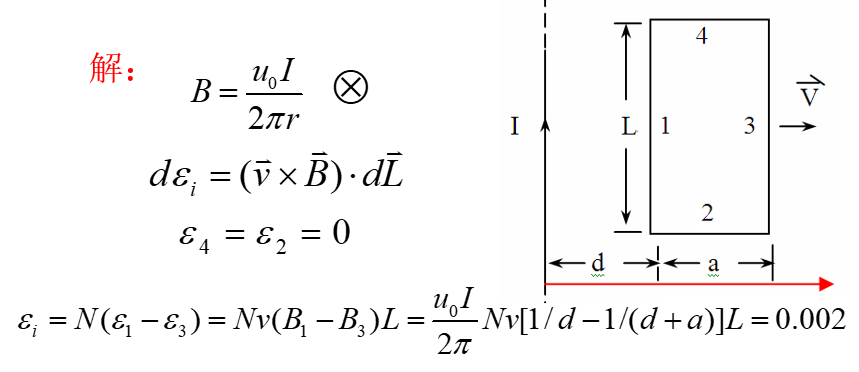 解：
B = u₀I / 2πr ⊗
dεᵢ = (v⃗ × B⃗) · dL⃗
ε₄ = ε₂ = 0
εᵢ = N(ε₁ − ε₃) = Nv(B₁ − B₃)L = u₀I / 2π Nv[1/d − 1/(d + a)]L = 0.002
4
V⃗
I
L
1
3
2
d
a